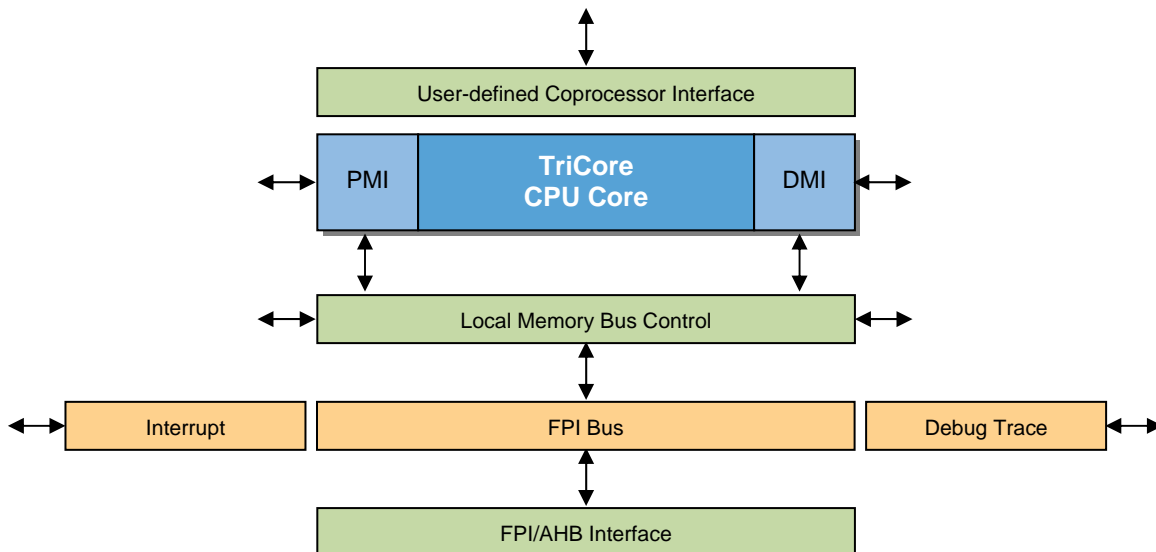 User-defined Coprocessor Interface
PMI
TriCore
CPU Core
DMI
Local Memory Bus Control
Interrupt
FPI Bus
Debug Trace
FPI/AHB Interface